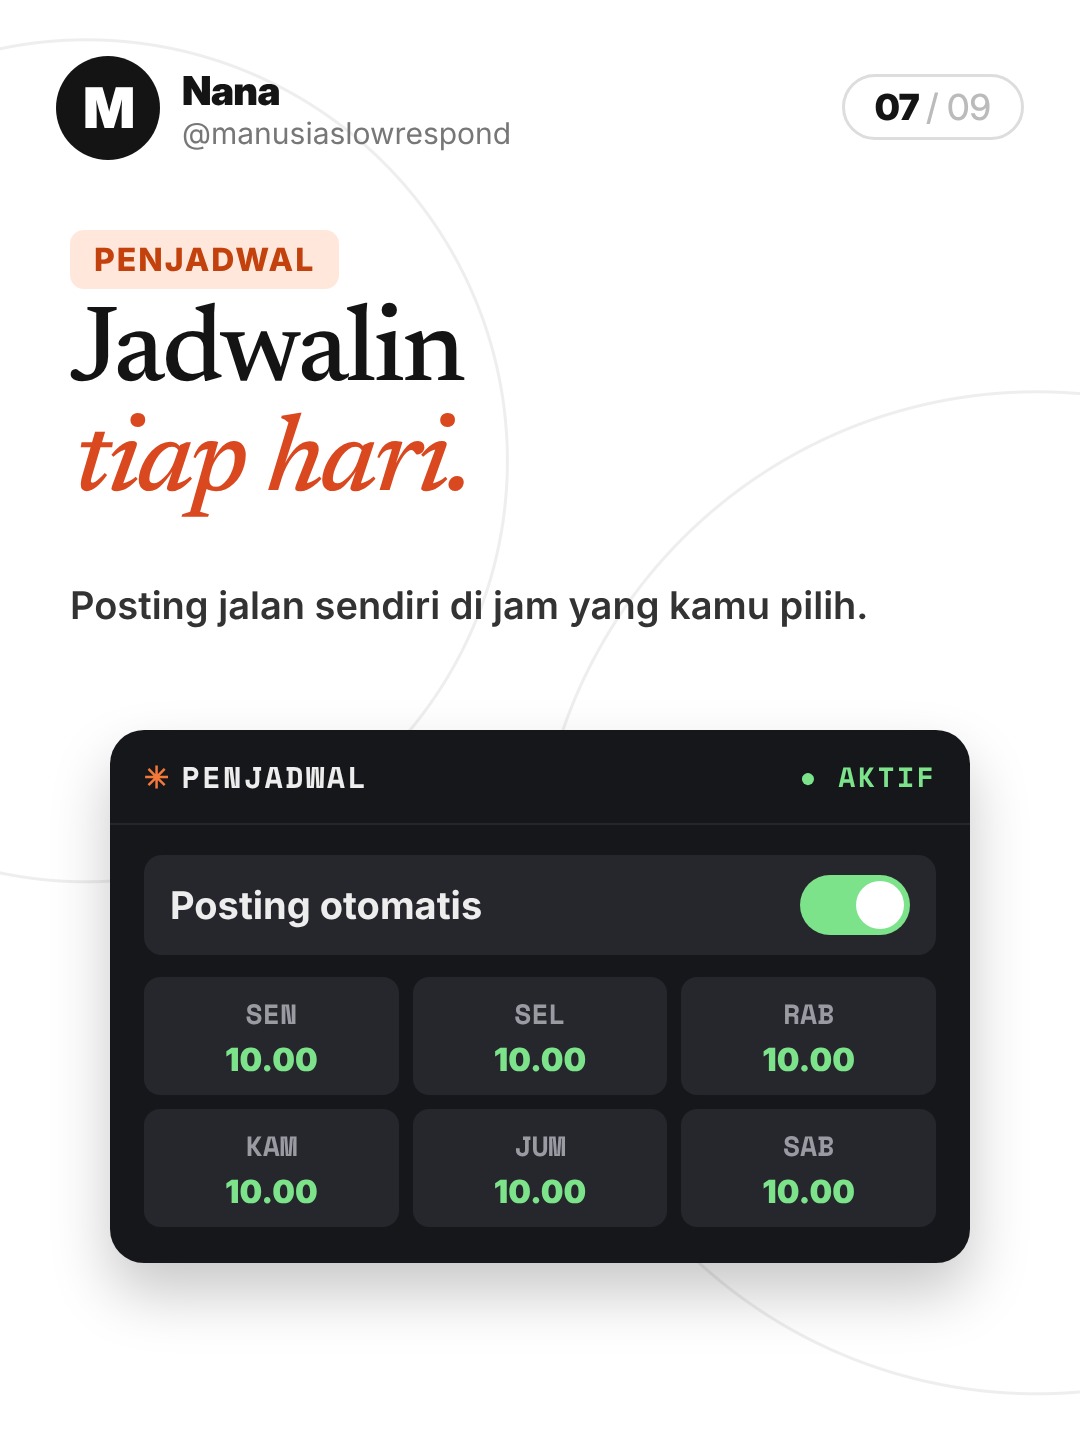 M
Nana
@manusiaslowrespond
07 / 09
PENJADWAL
Jadwalin
tiap hari.
Posting jalan sendiri di jam yang kamu pilih.
✳ PENJADWAL
● AKTIF
Posting otomatis
SEN
10.00
SEL
10.00
RAB
10.00
KAM
10.00
JUM
10.00
SAB
10.00